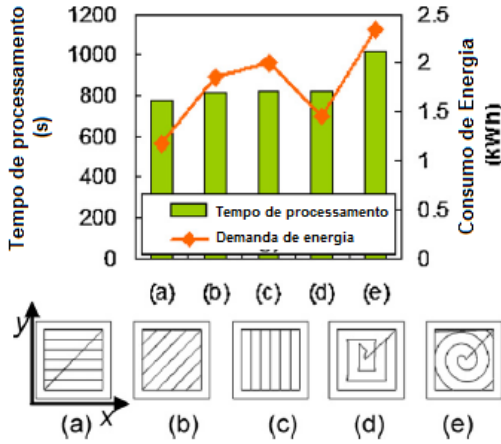 Tempo de processamento
(s)
1200
1000
800
600
400
200
0
2.5
2
1.5
1
0.5
0
Consumo de Energia
(kWh)
Tempo de processamento
Demanda de energia
(a) (b) (c) (d) (e)
y
x
(a) (b) (c) (d) (e)